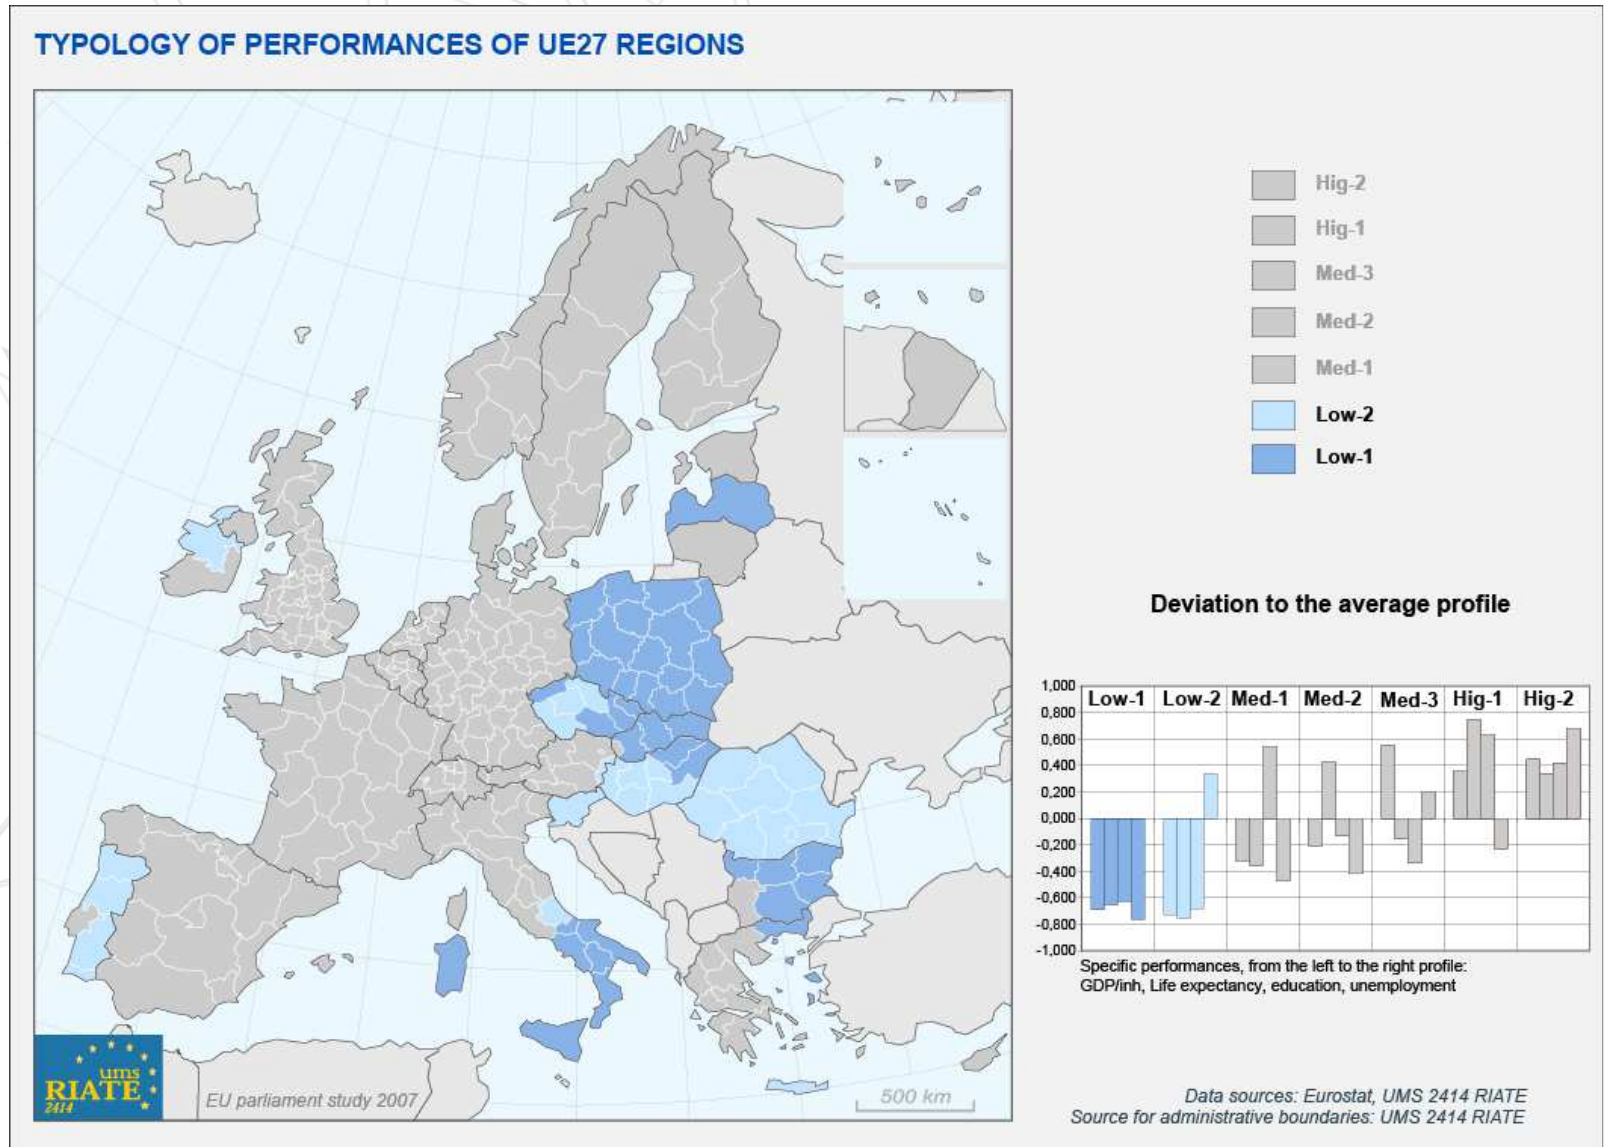 TYPOLOGY OF PERFORMANCES OF UE27 REGIONS
Hig-2
Hig-1
Med-3
Med-2
Med-1
Low-2
Low-1
Deviation to the average profile
1,000
0,800
0,600
0,400
0,200
0,000
-0,200
-0,400
-0,600
-0,800
-1,000
Low-1 Low-2 Med-1 Med-2 Med-3 Hig-1 Hig-2
Specific performances, from the left to the right profile:
GDP/inh, Life expectancy, education, unemployment
ums
RIATE
2414
EU parliament study 2007
500 km
Data sources: Eurostat, UMS 2414 RIATE
Source for administrative boundaries: UMS 2414 RIATE